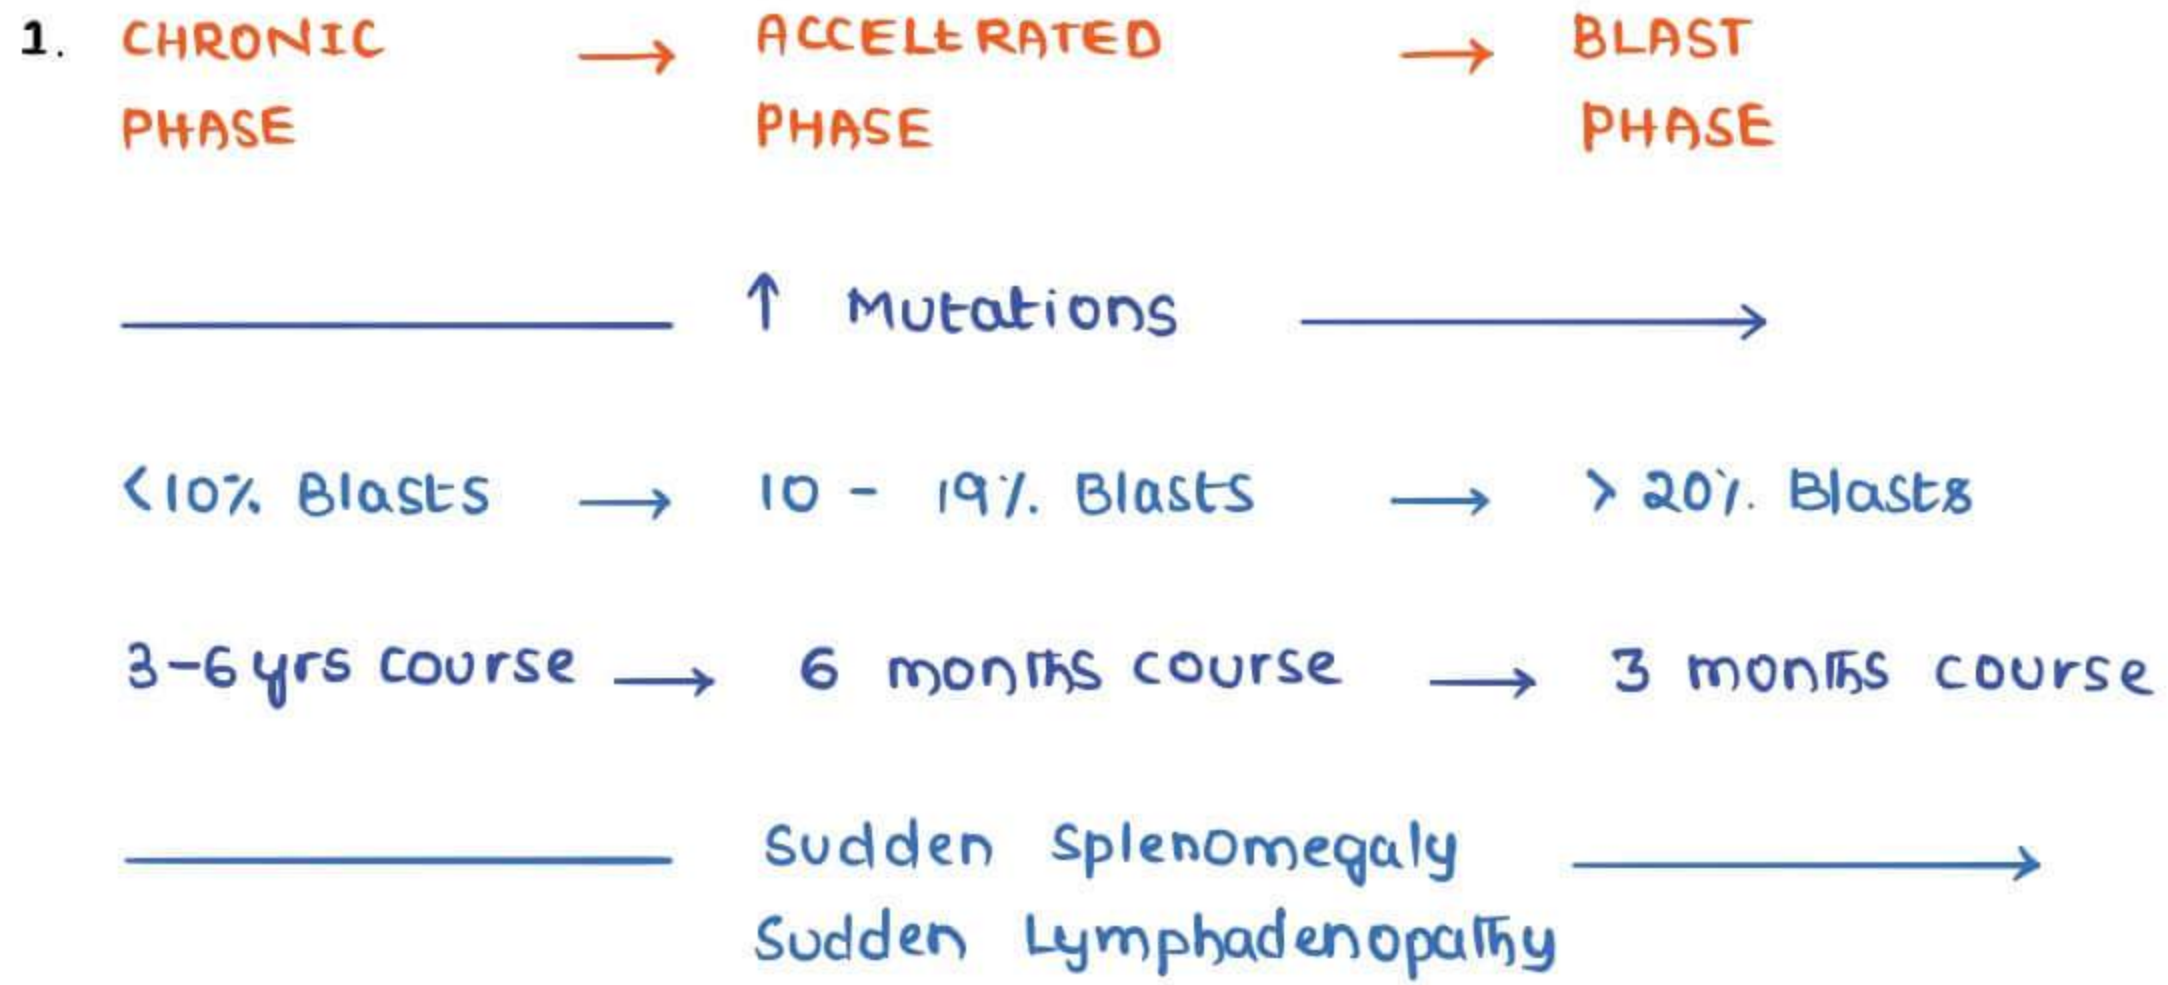 1. CHRONIC → ACCELERATED → BLAST
PHASE PHASE PHASE
↑ Mutations →
<10% Blasts → 10 - 19% Blasts → > 20% Blasts
3-6 yrs course → 6 months course → 3 months course
Sudden Splenomegaly →
Sudden Lymphadenopathy